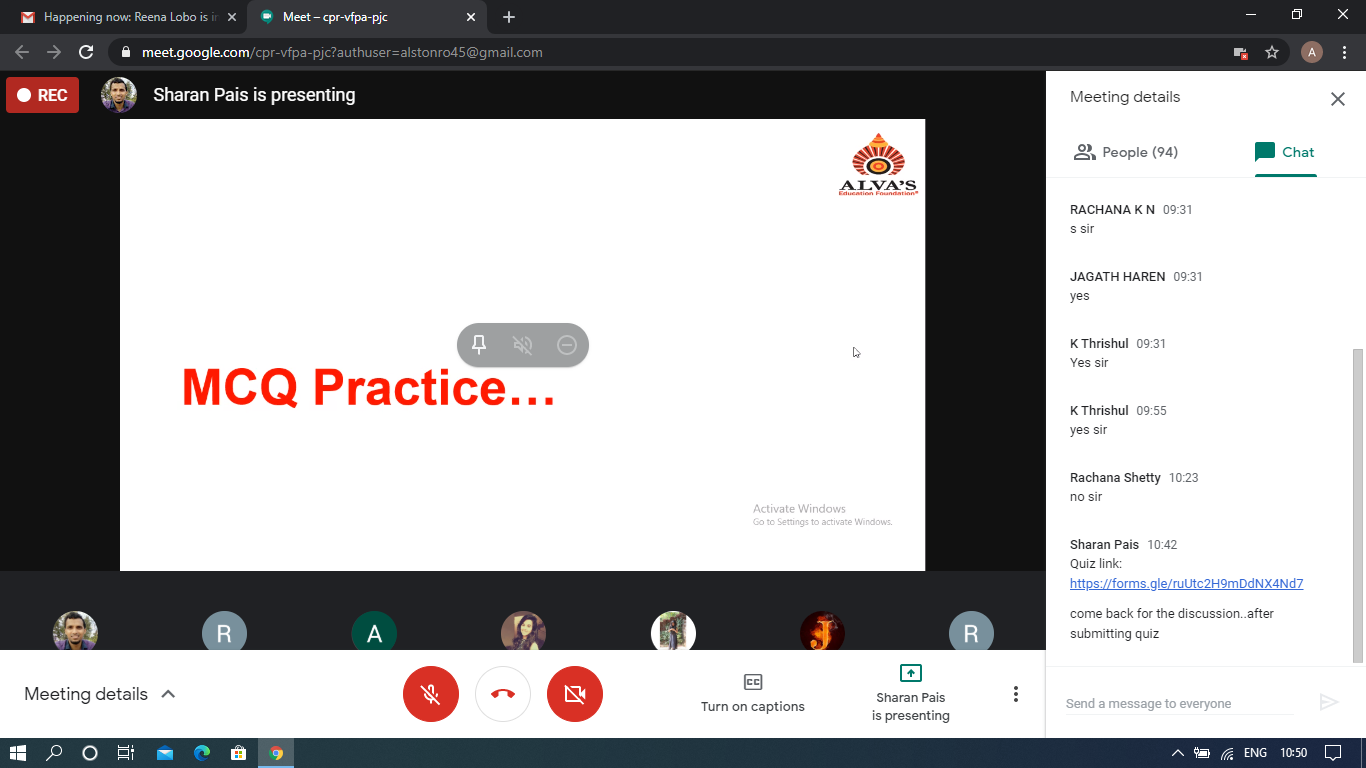 Happening now: Reena Lobo is in
Meet – cpr-vfpa-pjc
meet.google.com/cpr-vfpa-pjc?authuser=alstonro45@gmail.com
A
REC
Sharan Pais is presenting
ALVA'S
Education Foundation®
MCQ Practice...
Activate Windows
Go to Settings to activate Windows.
R
A
J
R
Meeting details
CC
Turn on captions
Sharan Pais
is presenting
Meeting details
People (94)
Chat
RACHANA K N 09:31
s sir
JAGATH HAREN 09:31
yes
K Thrishul 09:31
Yes sir
K Thrishul 09:55
yes sir
Rachana Shetty 10:23
no sir
Sharan Pais 10:42
Quiz link:
https://forms.gle/ruUtc2H9mDdNX4Nd7
come back for the discussion..after
submitting quiz
Send a message to everyone
ENG 10:50